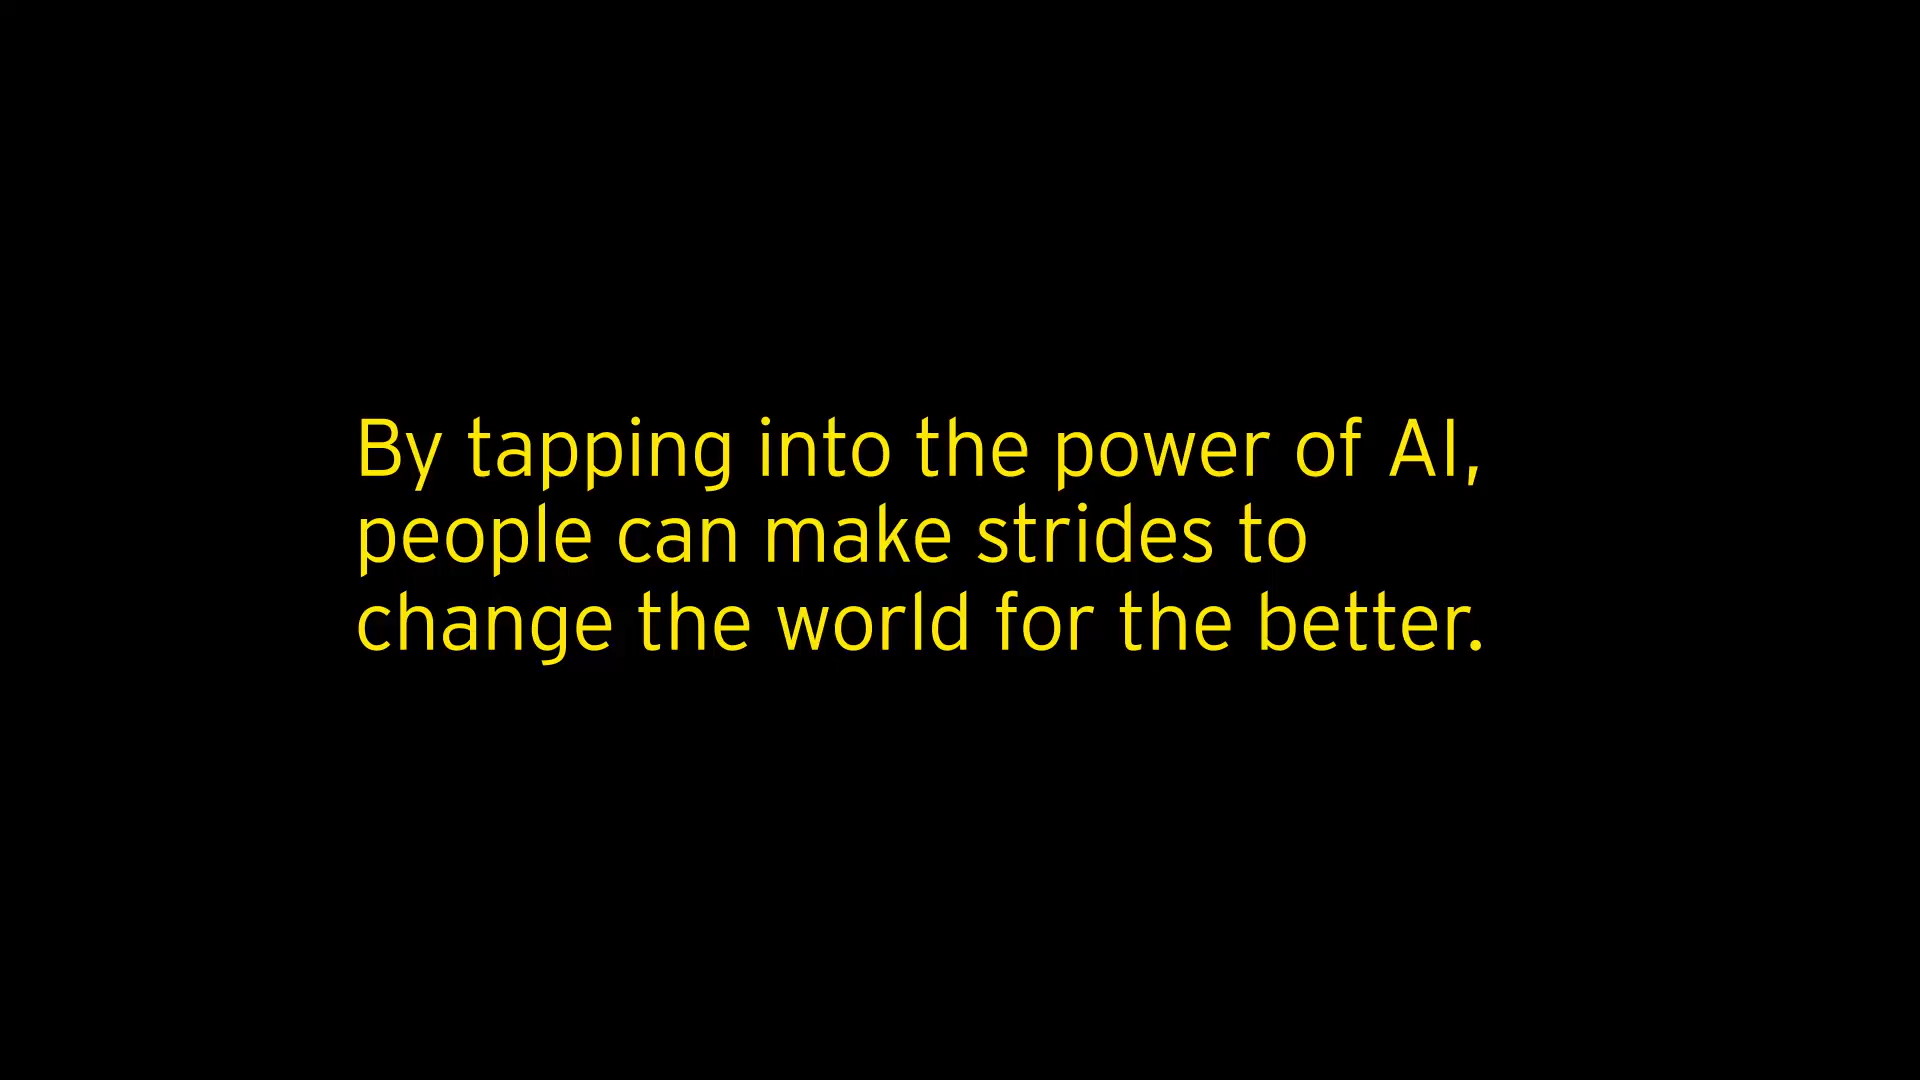 By tapping into the power of AI,
people can make strides to
change the world for the better.